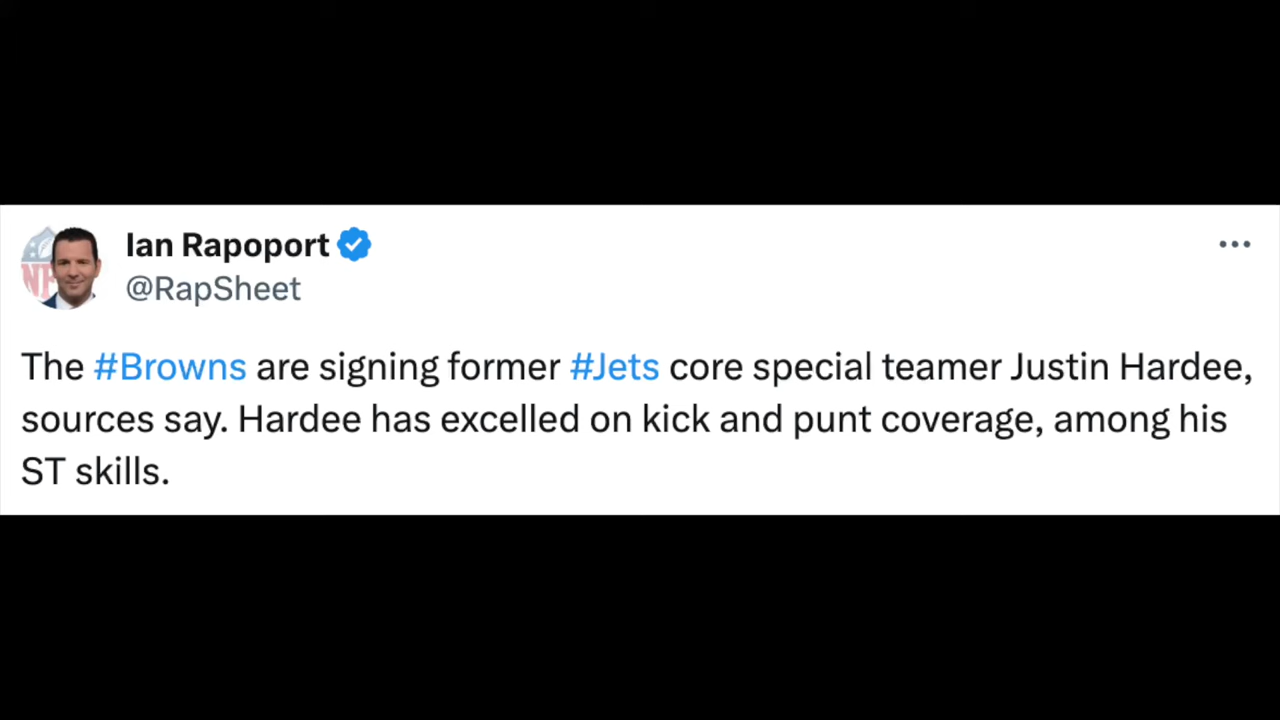 Ian Rapoport
@RapSheet
The #Browns are signing former #Jets core special teamer Justin Hardee,
sources say. Hardee has excelled on kick and punt coverage, among his
ST skills.